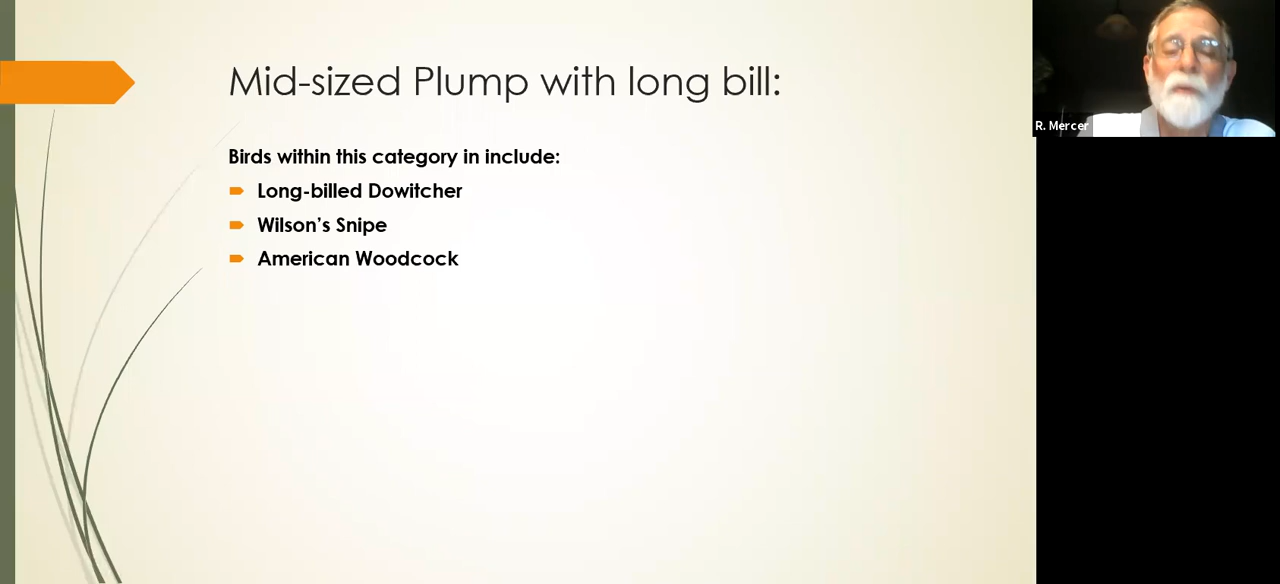 Mid-sized Plump with long bill:
Birds within this category in include:
Long-billed Dowitcher
Wilson’s Snipe
American Woodcock
R. Mercer